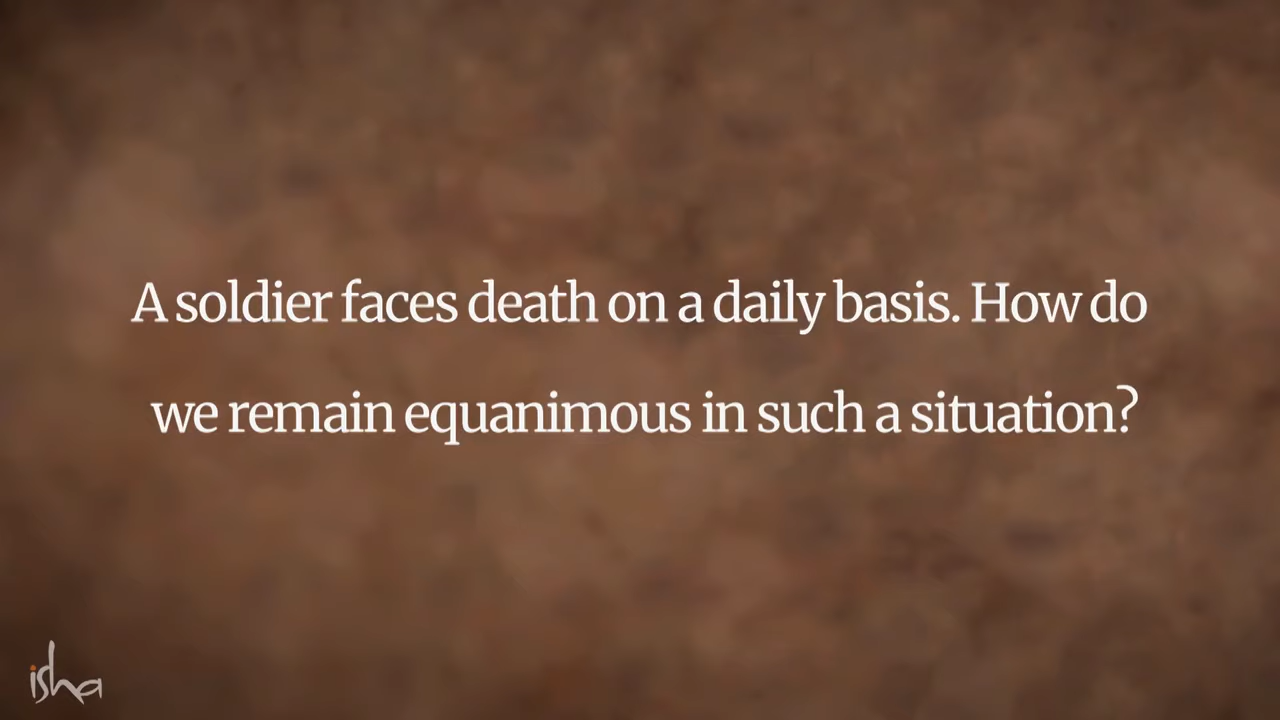 A soldier faces death on a daily basis. How do
we remain equanimous in such a situation?
isha